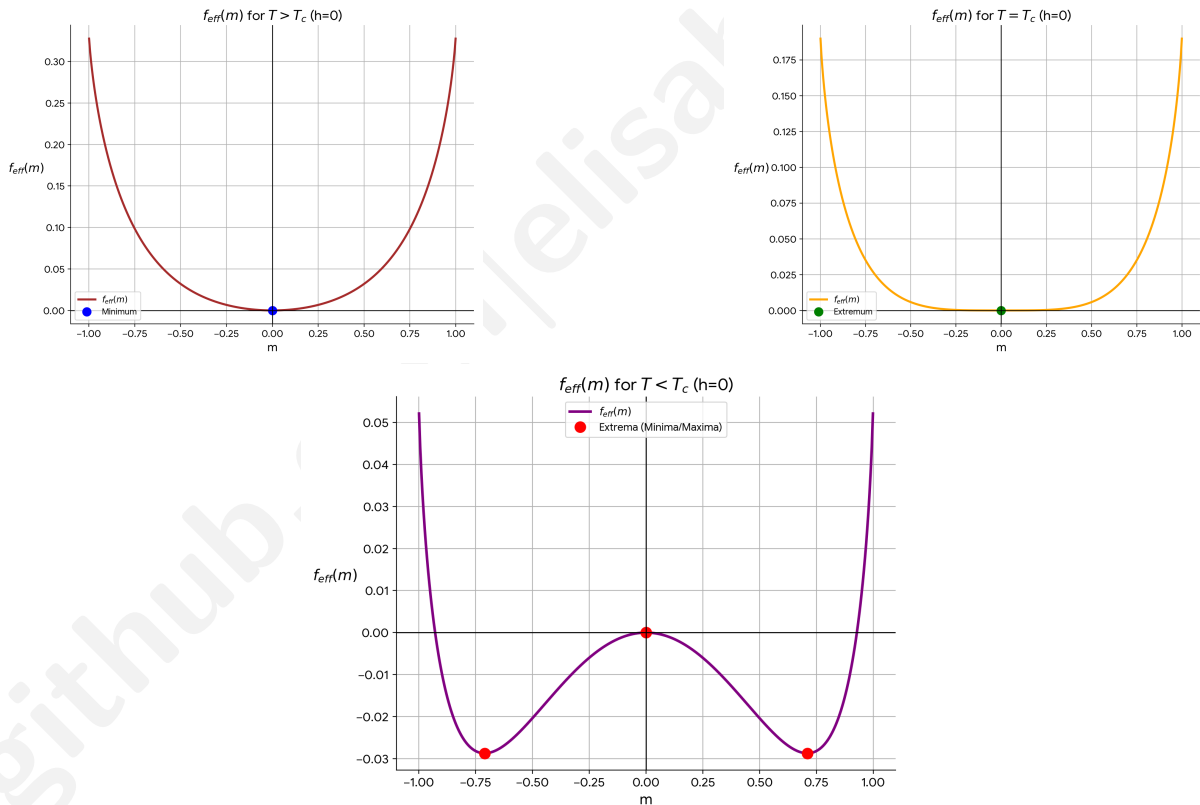 f_eff(m) for T > T_c (h=0)
0.30
0.25
0.20
f_eff(m)
0.15
0.10
0.05
0.00
f_eff(m)
Minimum
−1.00 −0.75 −0.50 −0.25 0.00 0.25 0.50 0.75 1.00
m
f_eff(m) for T = T_c (h=0)
0.175
0.150
0.125
f_eff(m) 0.100
0.075
0.050
0.025
0.000
f_eff(m)
Extremum
−1.00 −0.75 −0.50 −0.25 0.00 0.25 0.50 0.75 1.00
m
f_eff(m) for T < T_c (h=0)
f_eff(m)
Extrema (Minima/Maxima)
0.05
0.04
0.03
0.02
f_eff(m)
0.01
0.00
−0.01
−0.02
−0.03
−1.00 −0.75 −0.50 −0.25 0.00 0.25 0.50 0.75 1.00
m
github.
/elisa